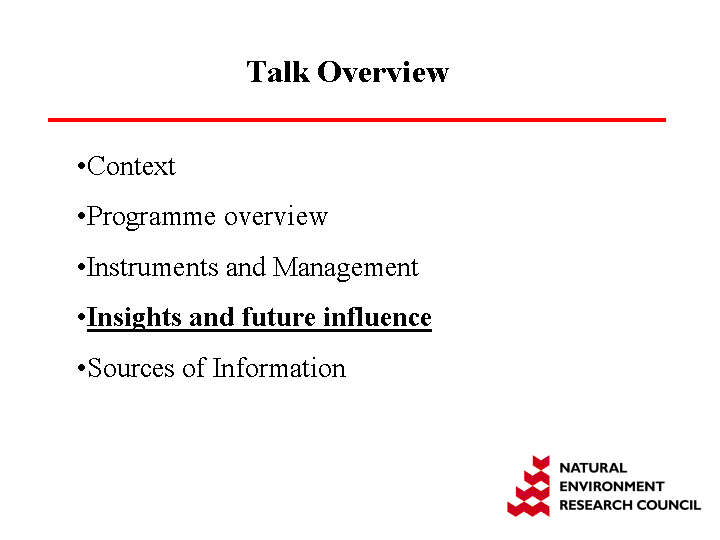 Talk Overview
•Context
•Programme overview
•Instruments and Management
•Insights and future influence
•Sources of Information
NATURAL
ENVIRONMENT
RESEARCH COUNCIL